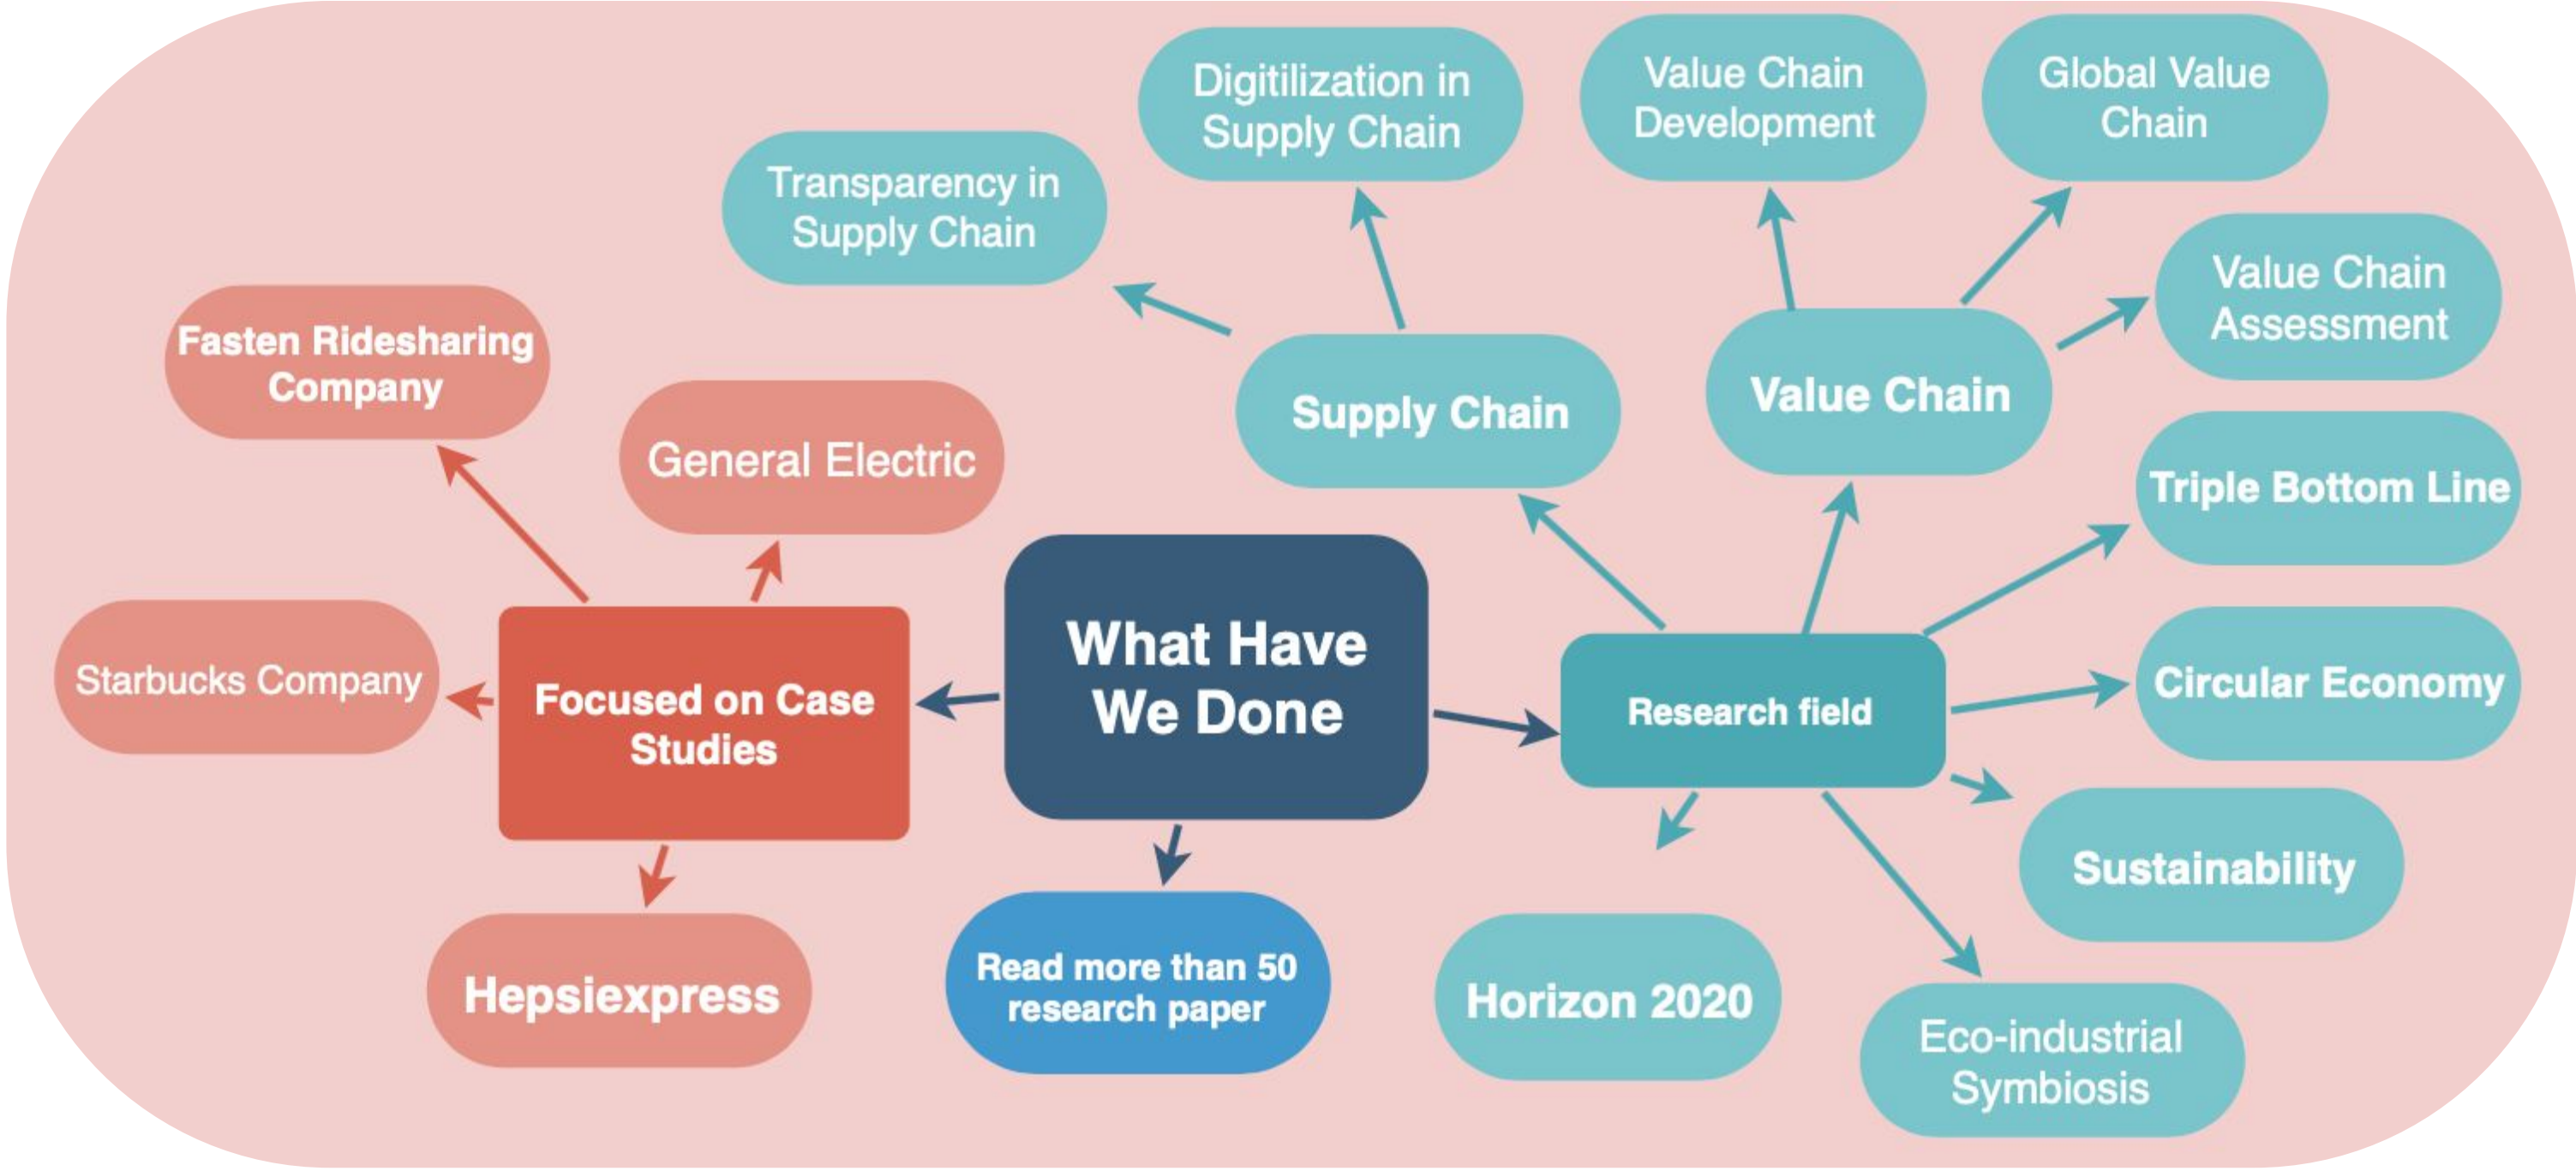 Digitilization in
Supply Chain
Value Chain
Development
Global Value
Chain
Transparency in
Supply Chain
Value Chain
Assessment
Fasten Ridesharing
Company
General Electric
Supply Chain
Value Chain
Triple Bottom Line
Starbucks Company
Focused on Case
Studies
What Have
We Done
Research field
Circular Economy
Sustainability
Hepsiexpress
Read more than 50
research paper
Horizon 2020
Eco-industrial
Symbiosis